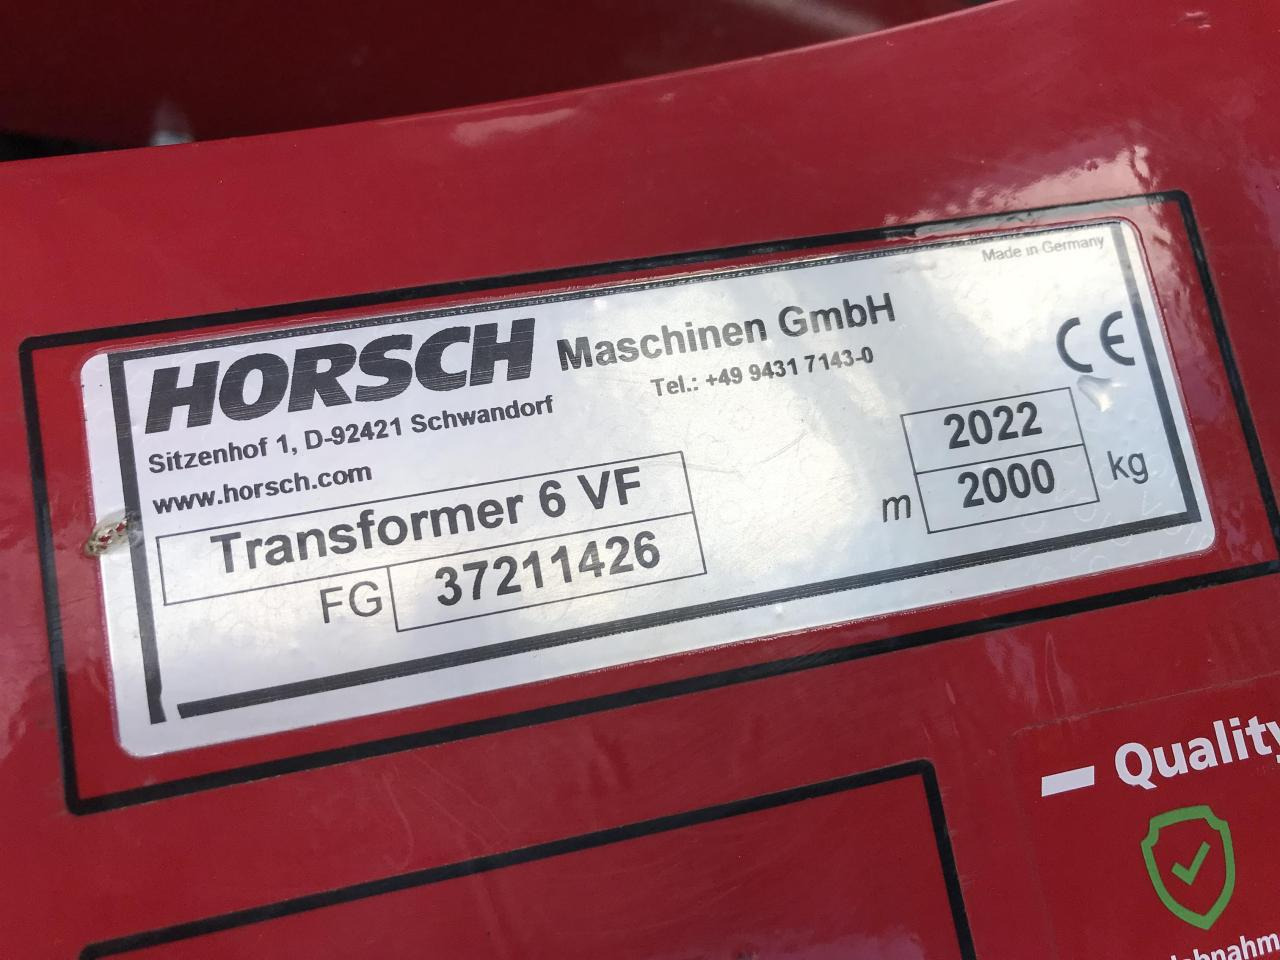 Made in Germany
HORSCH Maschinen GmbH
Sitzenhof 1, D-92421 Schwandorf
Tel.: +49 9431 7143-0
www.horsch.com
CE
Transformer 6 VF
2022
FG 37211426
m 2000 kg
Quality